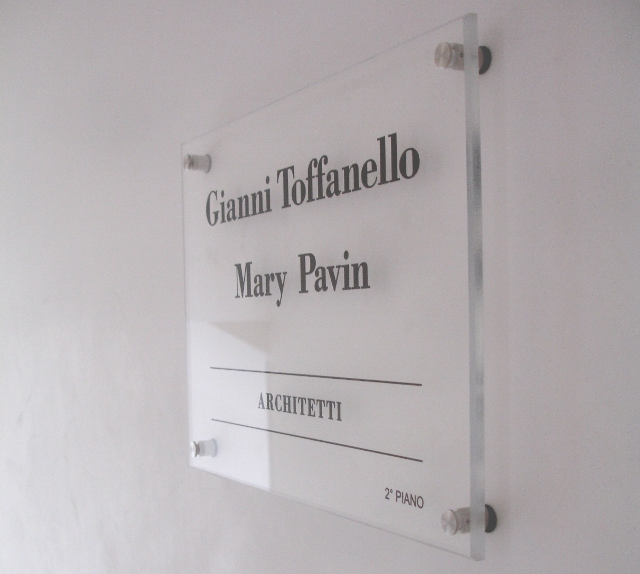 Gianni Toffanello
Mary Pavin
ARCHITETTI
2° PIANO